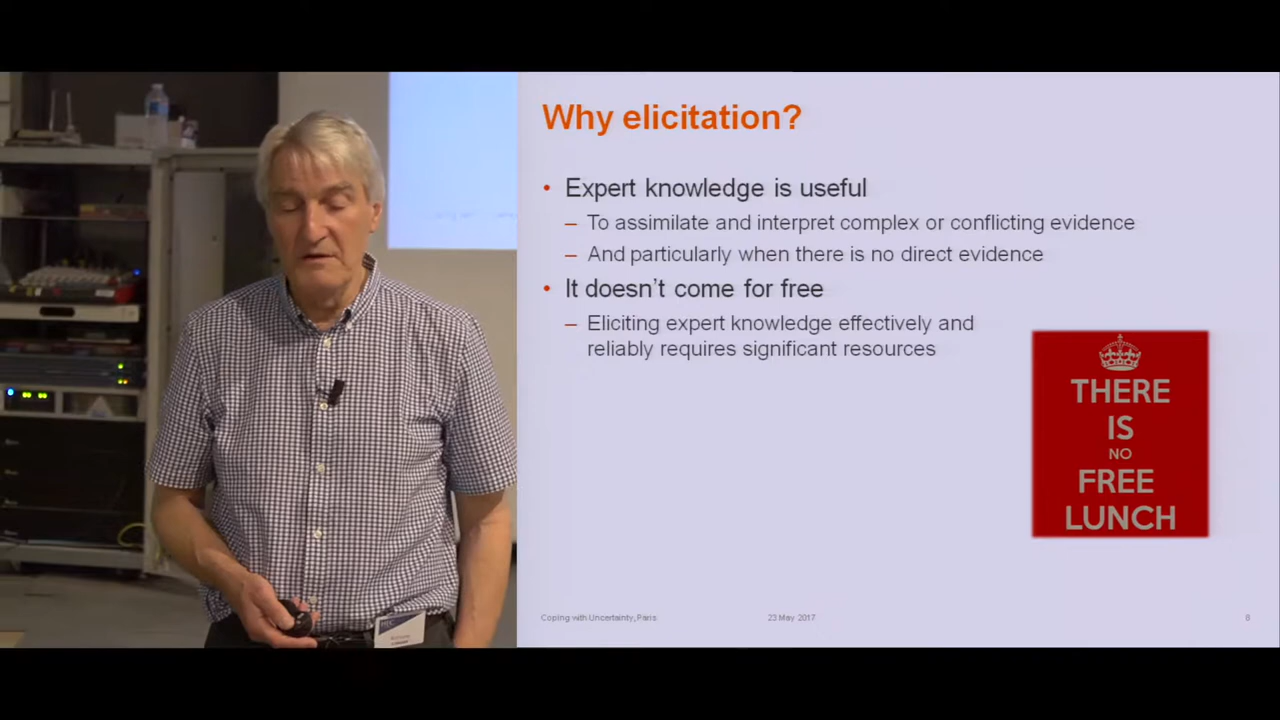 Why elicitation?
• Expert knowledge is useful
– To assimilate and interpret complex or conflicting evidence
– And particularly when there is no direct evidence
• It doesn't come for free
– Eliciting expert knowledge effectively and
reliably requires significant resources
THERE
IS
NO
FREE
LUNCH
Coping with Uncertainty, Paris
23 May 2017
8
HEC